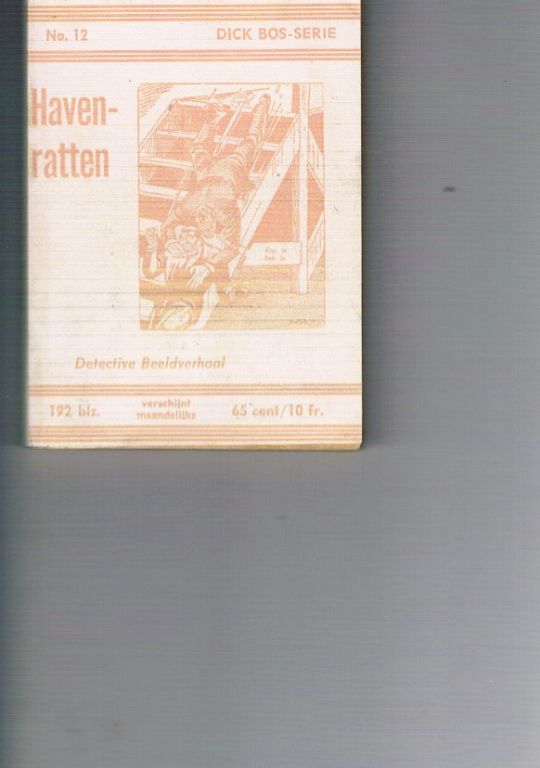 No. 12 DICK BOS-SERIE
Haven-
ratten
Detective Beeldverhaal
192 blz. verschijnt maandelijks 65 cent/10 fr.